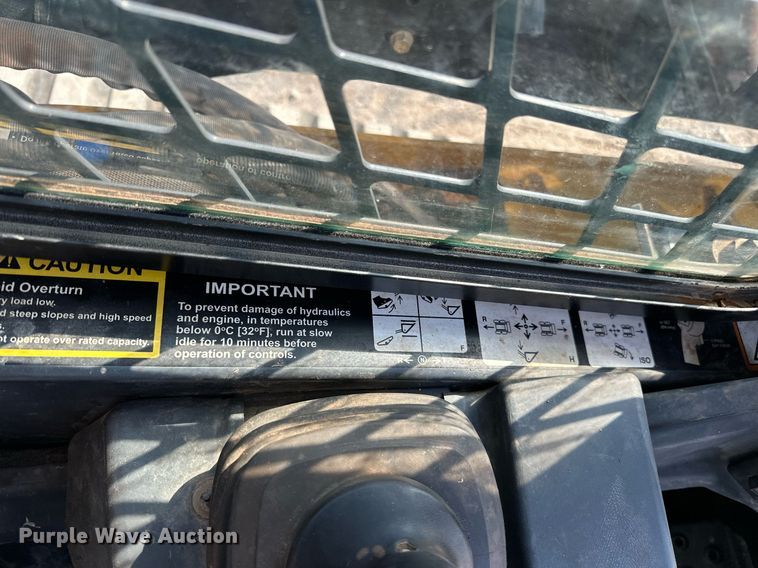 CAUTION
id Overturn
ry load low.
d steep slopes and high speed
t operate over rated capacity.
IMPORTANT
To prevent damage of hydraulics
and engine, in temperatures
below 0°C [32°F], run at slow
idle for 10 minutes before
operation of controls.
F
R
N
H
ISO
Purple Wave Auction